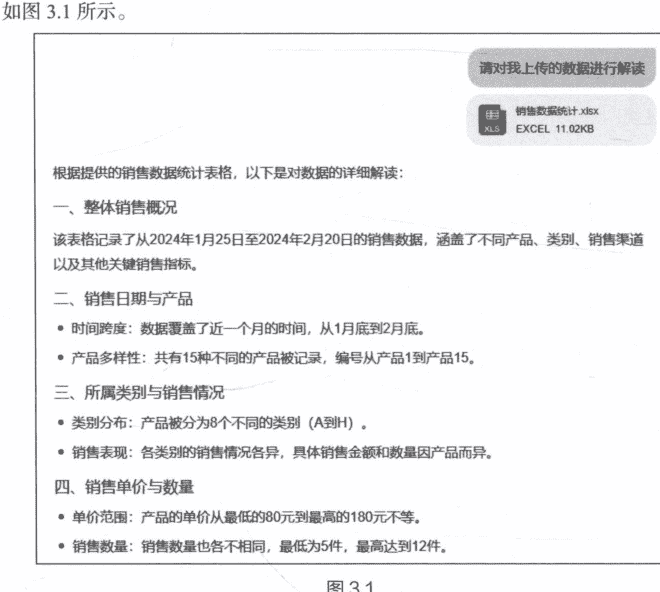 如图 3.1 所示。
请对我上传的数据进行解读
销售数据统计.xlsx
XLS
EXCEL 11.02KB
根据提供的销售数据统计表格，以下是对数据的详细解读：
一、整体销售概况
该表格记录了从2024年1月25日至2024年2月20日的销售数据，涵盖了不同产品、类别、销售渠道
以及其他关键销售指标。
二、销售日期与产品
• 时间跨度：数据覆盖了近一个月的时间，从1月底到2月底。
• 产品多样性：共有15种不同的产品被记录，编号从产品1到产品15。
三、所属类别与销售情况
• 类别分布：产品被分为8个不同的类别（A到H）。
• 销售表现：各类别的销售情况各异，具体销售金额和数量因产品而异。
四、销售单价与数量
• 单价范围：产品的单价从最低的80元到最高的180元不等。
• 销售数量：销售数量也各不相同，最低为5件，最高达到12件。
图 3.1